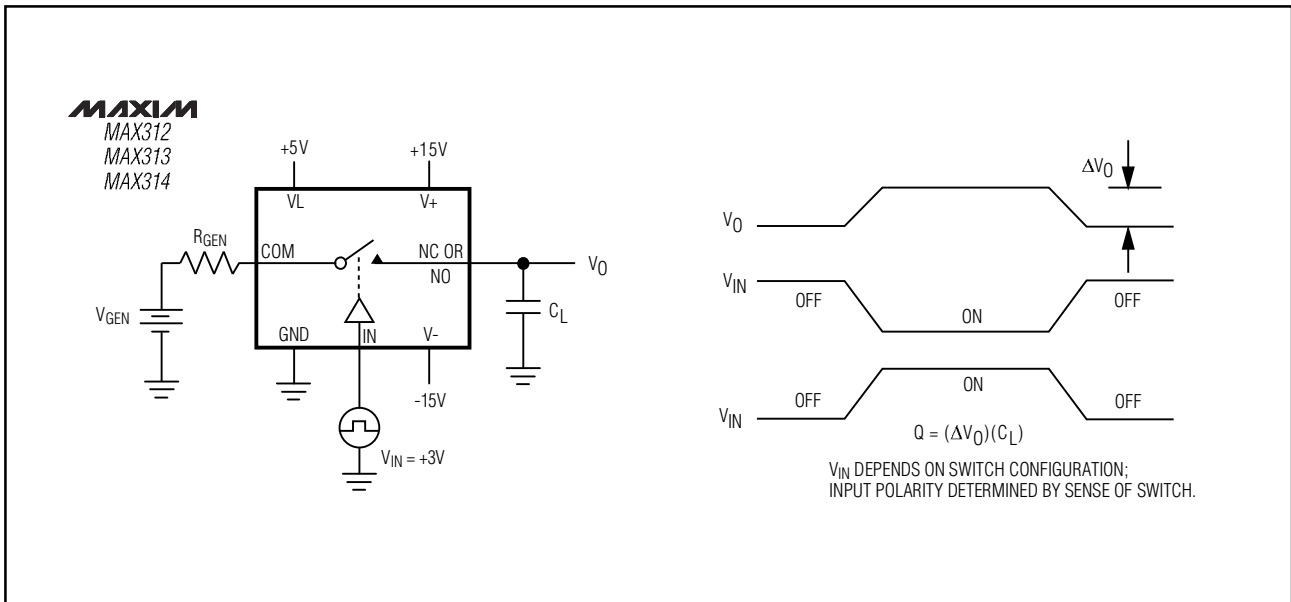 MAXIM
MAX312
MAX313
MAX314
+5V
+15V
VL
V+
RGEN
COM
NC OR
NO
VO
VGEN
CL
GND
IN
V-
-15V
VIN = +3V
ΔVO
VO
VIN
OFF
ON
OFF
VIN
OFF
ON
OFF
Q = (ΔVO)(CL)
VIN DEPENDS ON SWITCH CONFIGURATION;
INPUT POLARITY DETERMINED BY SENSE OF SWITCH.